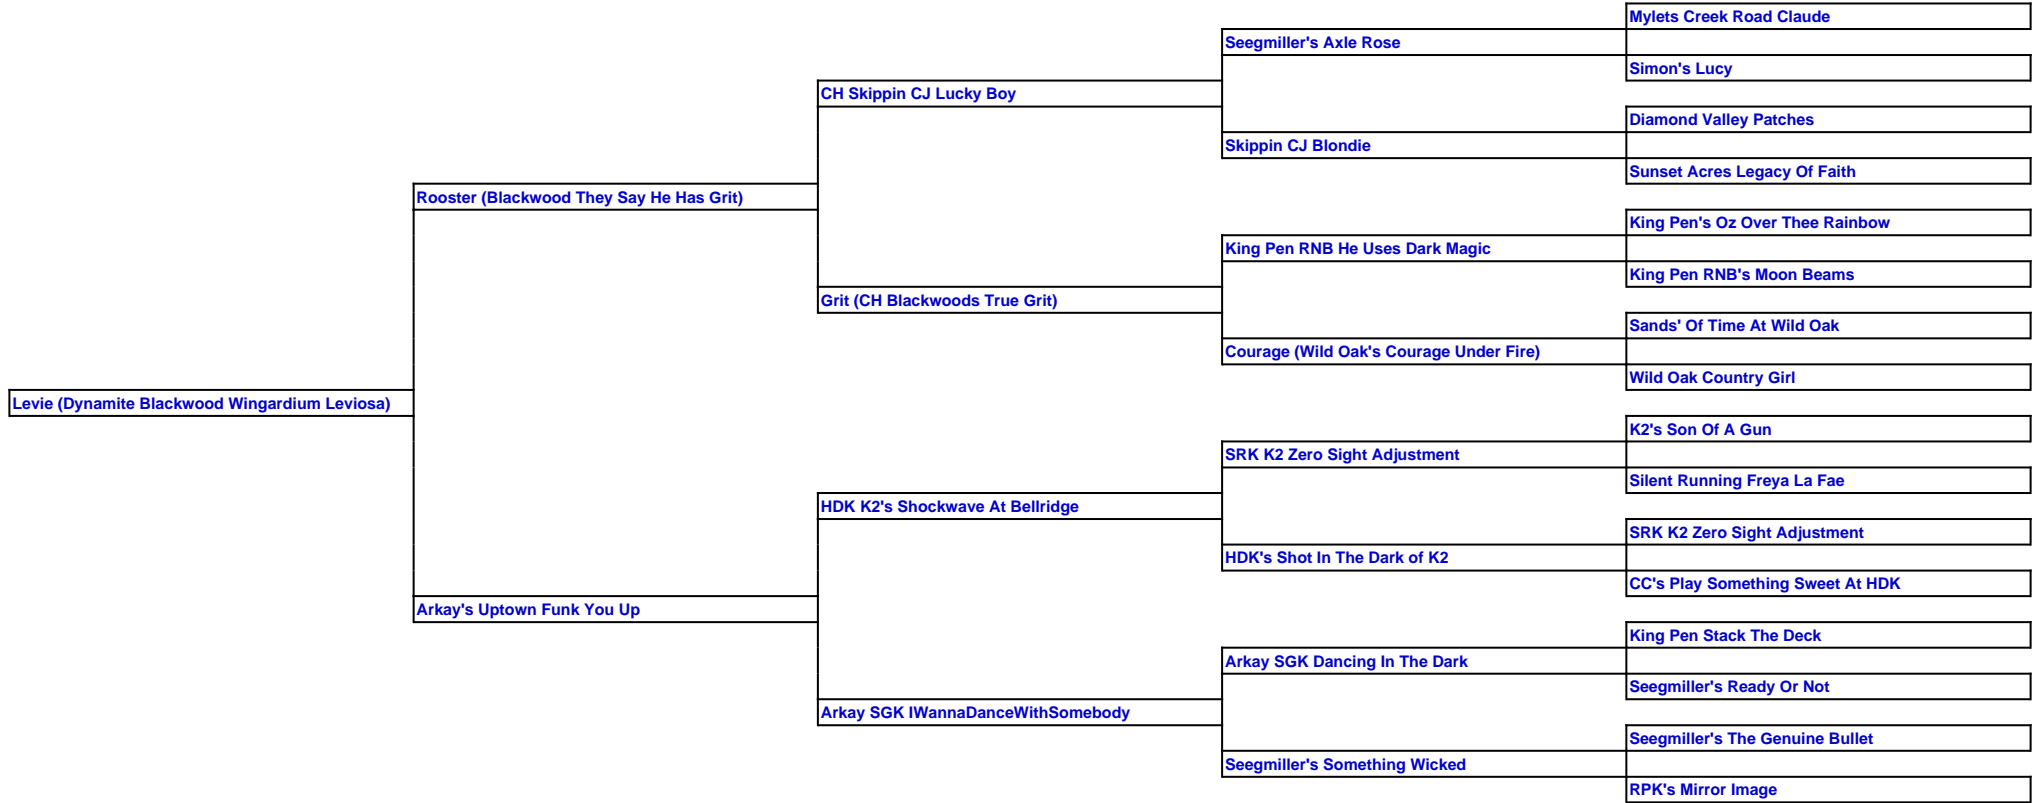 Mylets Creek Road Claude
Seegmiller's Axle Rose
Simon's Lucy
CH Skippin CJ Lucky Boy
Diamond Valley Patches
Skippin CJ Blondie
Sunset Acres Legacy Of Faith
Rooster (Blackwood They Say He Has Grit)
King Pen's Oz Over Thee Rainbow
King Pen RNB He Uses Dark Magic
King Pen RNB's Moon Beams
Grit (CH Blackwoods True Grit)
Sands' Of Time At Wild Oak
Courage (Wild Oak's Courage Under Fire)
Wild Oak Country Girl
Levie (Dynamite Blackwood Wingardium Leviosa)
K2's Son Of A Gun
SRK K2 Zero Sight Adjustment
Silent Running Freya La Fae
HDK K2's Shockwave At Bellridge
SRK K2 Zero Sight Adjustment
HDK's Shot In The Dark of K2
CC's Play Something Sweet At HDK
Arkay's Uptown Funk You Up
King Pen Stack The Deck
Arkay SGK Dancing In The Dark
Seegmiller's Ready Or Not
Arkay SGK IWannaDanceWithSomebody
Seegmiller's The Genuine Bullet
Seegmiller's Something Wicked
RPK's Mirror Image